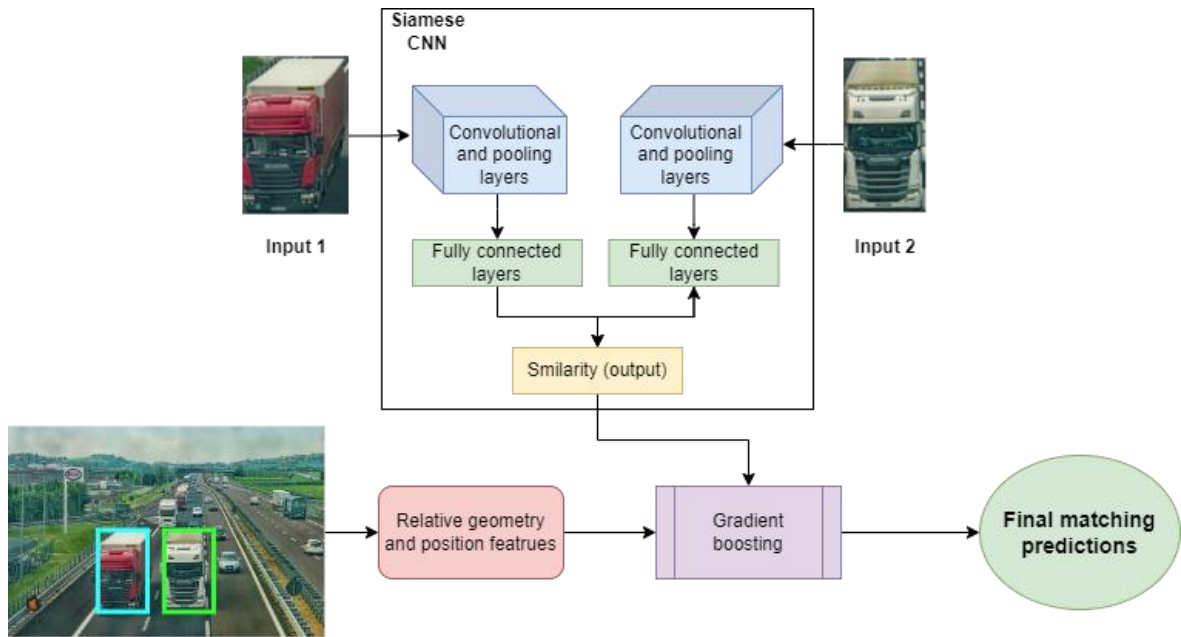 Siamese
CNN
Convolutional
and pooling
layers
Convolutional
and pooling
layers
Input 1
Input 2
Fully connected
layers
Fully connected
layers
Smilarity (output)
Relative geometry
and position featrues
Gradient
boosting
Final matching
predictions